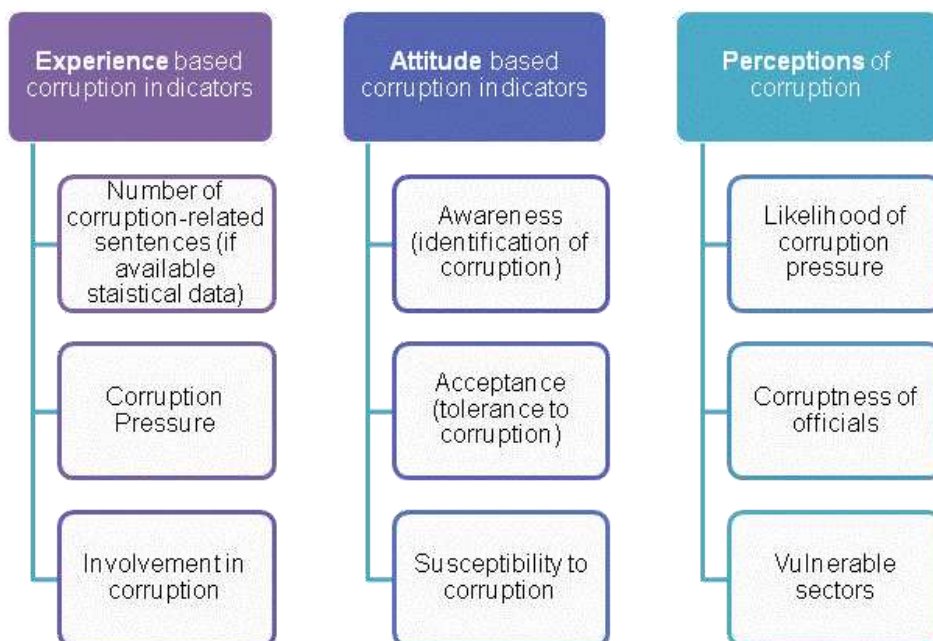 Experience based
corruption indicators
Number of
corruption-related
sentences (if
available
staistical data)
Corruption
Pressure
Involvement in
corruption
Attitude based
corruption indicators
Awareness
(identification of
corruption)
Acceptance
(tolerance to
corruption)
Susceptibility to
corruption
Perceptions of
corruption
Likelihood of
corruption
pressure
Corruptness of
officials
Vulnerable
sectors